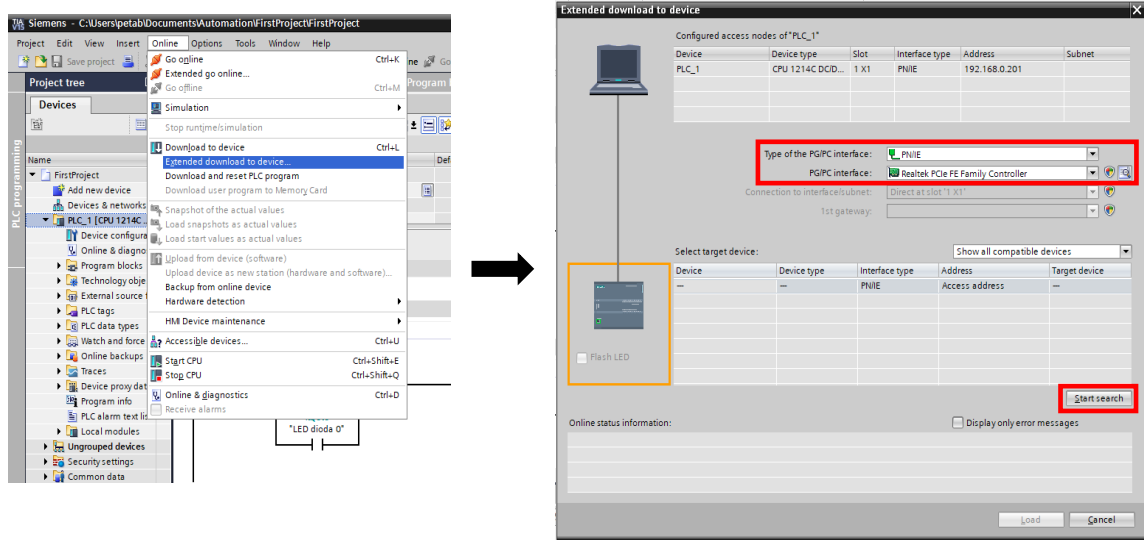 Siemens - C:\Users\petab\Documents\Automation\FirstProject\FirstProject
Project Edit View Insert Online Options Tools Window Help
Save project
Project tree
Devices
Name
FirstProject
Add new device
Devices & networks
PLC_1 [CPU 1214C ..
Device configura
Online & diagno
Program blocks
Technology obje
External source f
PLC tags
PLC data types
Watch and force
Online backups
Traces
Device proxy dat
Program info
PLC alarm text lis
Local modules
Ungrouped devices
Security settings
Common data
PLC programming
Go online Ctrl+K
Extended go online...
Go offline Ctrl+M
Simulation
Stop runtime/simulation
Download to device Ctrl+L
Extended download to device...
Download and reset PLC program
Download user program to Memory Card
Snapshot of the actual values
Load snapshots as actual values
Load start values as actual values
Upload from device (software)
Upload device as new station (hardware and software)...
Backup from online device
Hardware detection
HMI Device maintenance
Accessible devices... Ctrl+U
Start CPU Ctrl+Shift+E
Stop CPU Ctrl+Shift+Q
Online & diagnostics Ctrl+D
Receive alarms
ne Go
Program
Def
"LED dioda 0"
Extended download to device
Configured access nodes of "PLC_1"
Device Device type Slot Interface type Address Subnet
PLC_1 CPU 1214C DC/D... 1 X1 PN/IE 192.168.0.201
Type of the PG/PC interface: PN/IE
PG/PC interface: Realtek PCIe FE Family Controller
Connection to interface/subnet: Direct at slot '1 X1'
1st gateway:
Select target device: Show all compatible devices
Device Device type Interface type Address Target device
— — PN/IE Access address —
Flash LED
Start search
Online status information: Display only error messages
Load Cancel